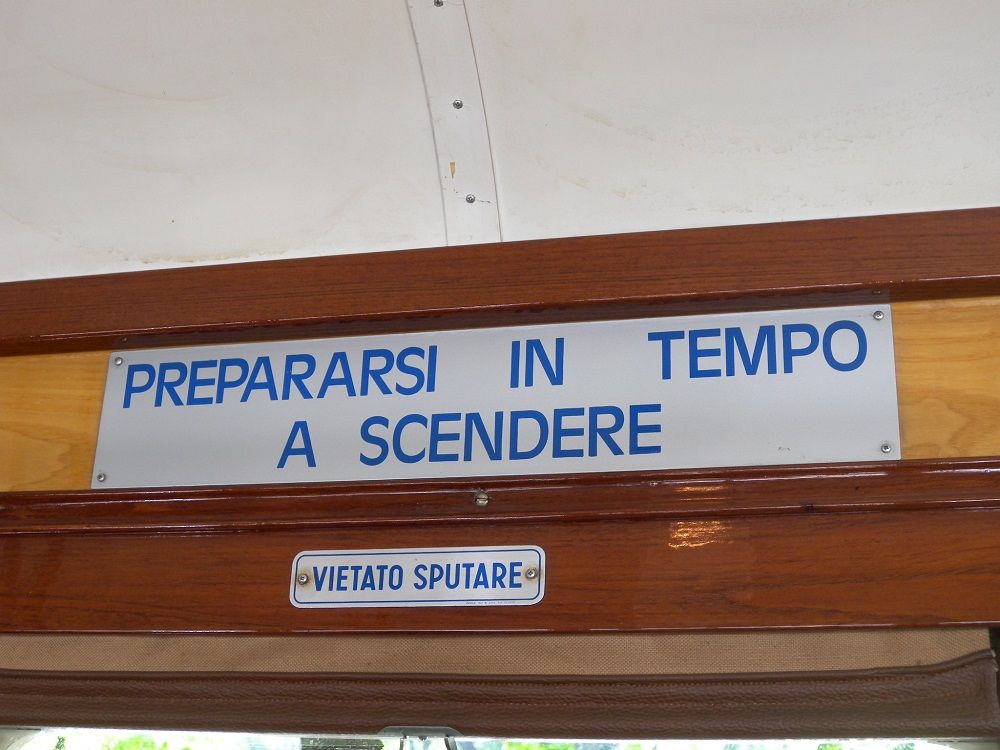 PREPARARSI IN TEMPO
A SCENDERE
VIETATO SPUTARE